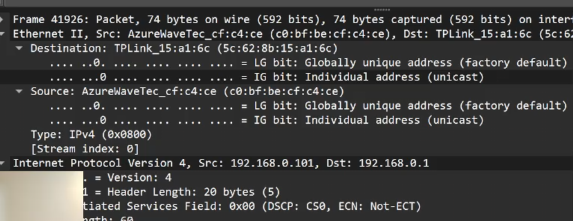 Frame 41926: Packet, 74 bytes on wire (592 bits), 74 bytes captured (592 bits) on inter
Ethernet II, Src: AzureWaveTec_cf:c4:ce (c0:bf:be:cf:c4:ce), Dst: TPLink_15:a1:6c (5c:62
Destination: TPLink_15:a1:6c (5c:62:8b:15:a1:6c)
.... ..0. .... .... .... .... = LG bit: Globally unique address (factory default)
.... ...0 .... .... .... .... = IG bit: Individual address (unicast)
Source: AzureWaveTec_cf:c4:ce (c0:bf:be:cf:c4:ce)
.... ..0. .... .... .... .... = LG bit: Globally unique address (factory default)
.... ...0 .... .... .... .... = IG bit: Individual address (unicast)
Type: IPv4 (0x0800)
[Stream index: 0]
Internet Protocol Version 4, Src: 192.168.0.101, Dst: 192.168.0.1
. = Version: 4
1 = Header Length: 20 bytes (5)
tiated Services Field: 0x00 (DSCP: CS0, ECN: Not-ECT)
ngth: 60